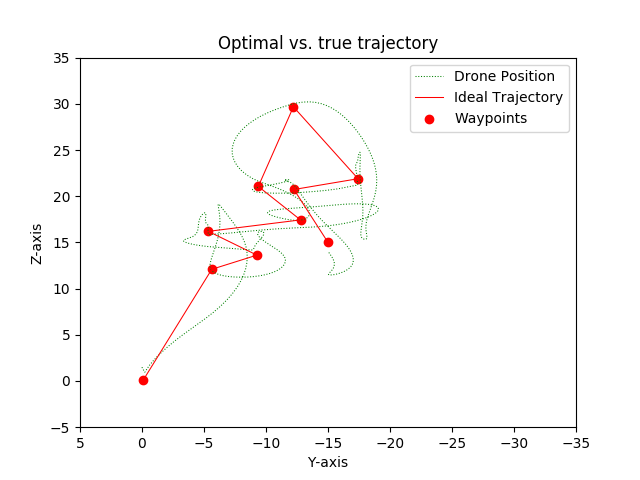 Optimal vs. true trajectory
Drone Position
Ideal Trajectory
Waypoints
35
30
25
20
15
10
5
0
−5
Z-axis
5 0 −5 −10 −15 −20 −25 −30 −35
Y-axis